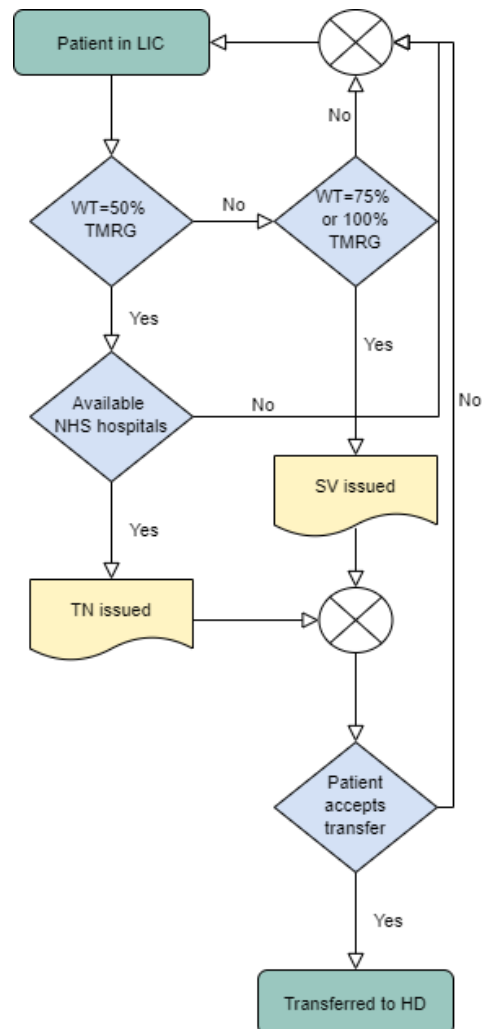 Patient in LIC
No
WT=50%
TMRG
No
WT=75%
or 100%
TMRG
Yes
Yes
Available
NHS hospitals
No
No
SV issued
Yes
TN issued
Patient
accepts
transfer
Yes
Transferred to HD